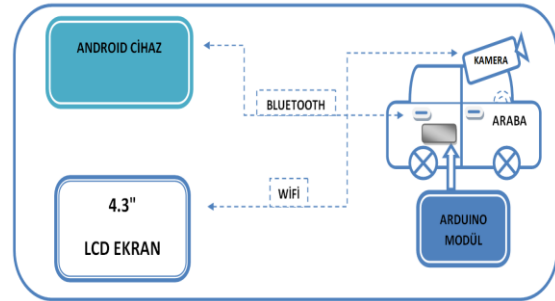 ANDROID CİHAZ
KAMERA
BLUETOOTH
ARABA
WİFİ
4.3"
LCD EKRAN
ARDUINO
MODÜL